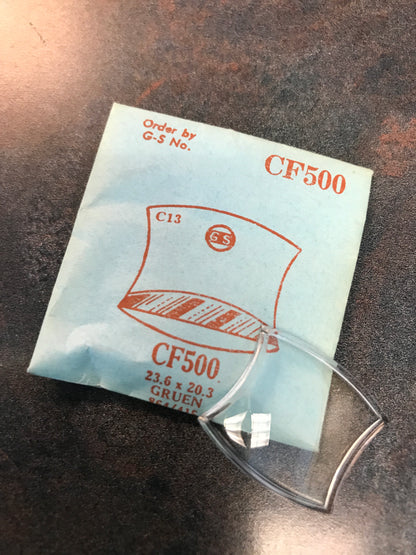 Order by
G-S No.
CF500
C13
GS
CF500
23.6 x 20.3
GRUEN